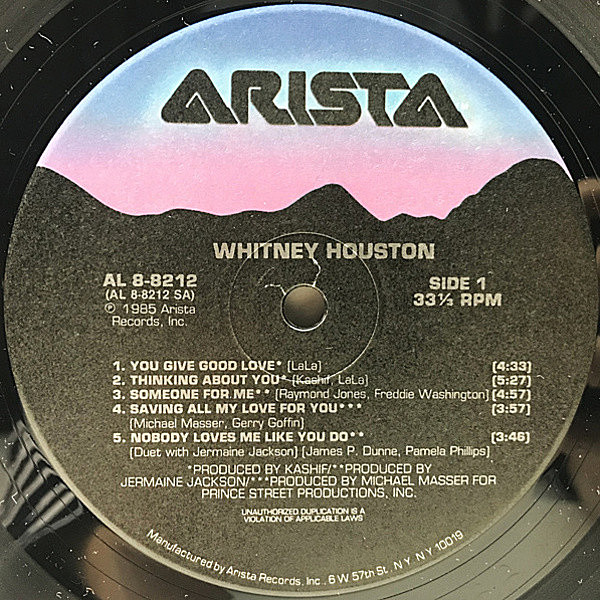 ARISTA
WHITNEY HOUSTON
AL 8-8212
(AL 8-8212 SA)
℗ 1985 Arista
Records, Inc.
SIDE 1
33⅓ RPM
1. YOU GIVE GOOD LOVE* (LaLa) (4:33)
2. THINKING ABOUT YOU* (Kashif, LaLa) (5:27)
3. SOMEONE FOR ME** (Raymond Jones, Freddie Washington) (4:57)
4. SAVING ALL MY LOVE FOR YOU*** (3:57)
(Michael Masser, Gerry Goffin)
5. NOBODY LOVES ME LIKE YOU DO** (3:46)
(Duet with Jermaine Jackson) (James P. Dunne, Pamela Phillips)
*PRODUCED BY KASHIF/**PRODUCED BY
JERMAINE JACKSON/***PRODUCED BY MICHAEL MASSER FOR
PRINCE STREET PRODUCTIONS, INC.
UNAUTHORIZED DUPLICATION IS A
VIOLATION OF APPLICABLE LAWS
Manufactured by Arista Records, Inc., 6 W 57th St., N.Y. N.Y. 10019